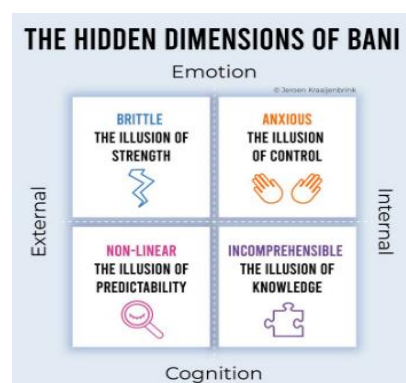 THE HIDDEN DIMENSIONS OF BANI
Emotion
© Jeroen Kraaijenbrink
BRITTLE
THE ILLUSION OF
STRENGTH
ANXIOUS
THE ILLUSION
OF CONTROL
External
Internal
NON-LINEAR
THE ILLUSION OF
PREDICTABILITY
INCOMPREHENSIBLE
THE ILLUSION OF
KNOWLEDGE
Cognition